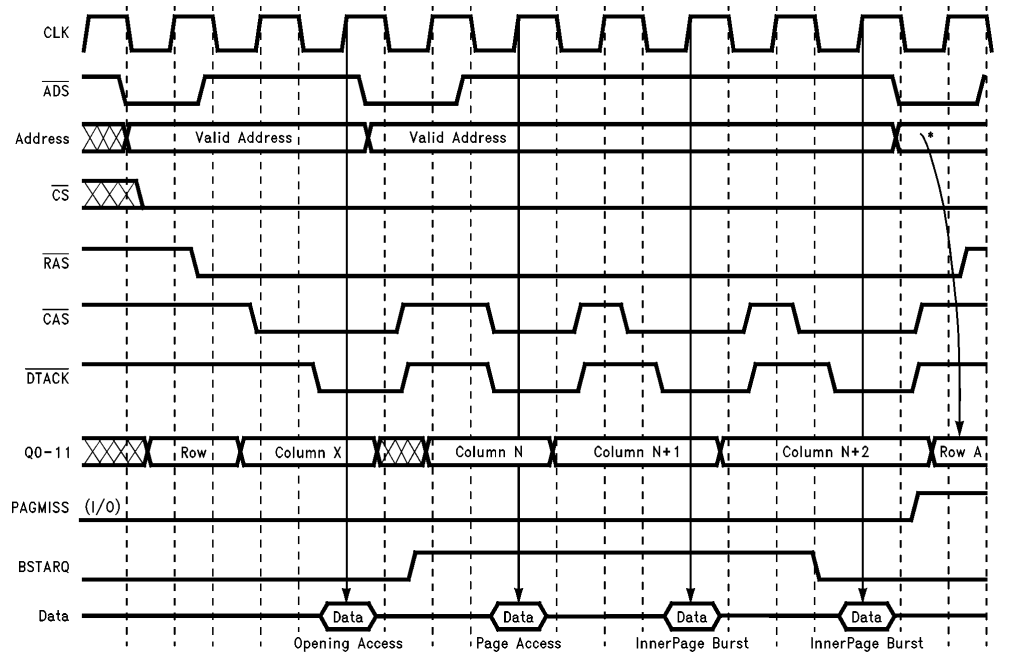 CLK
ADS
Address Valid Address Valid Address *
CS
RAS
CAS
DTACK
Q0-11 Row Column X Column N Column N+1 Column N+2 Row A
PAGMISS (I/O)
BSTARQ
Data Data Data Data Data
Opening Access Page Access InnerPage Burst InnerPage Burst